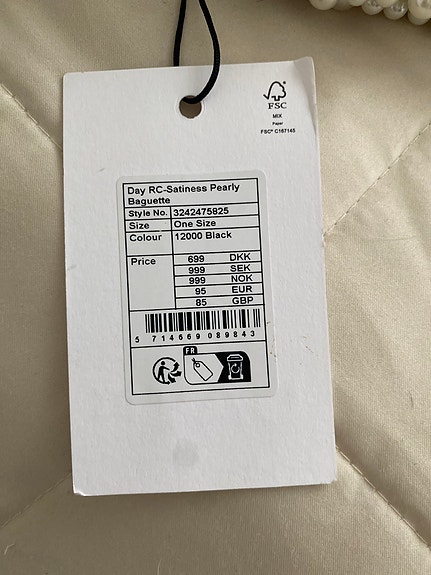 FSC
MIX
Paper
FSC® C167145
Day RC-Satiness Pearly
Baguette
Style No. 3242475825
Size One Size
Colour 12000 Black
Price 699 DKK
999 SEK
999 NOK
95 EUR
85 GBP
5 714669 089843
FR